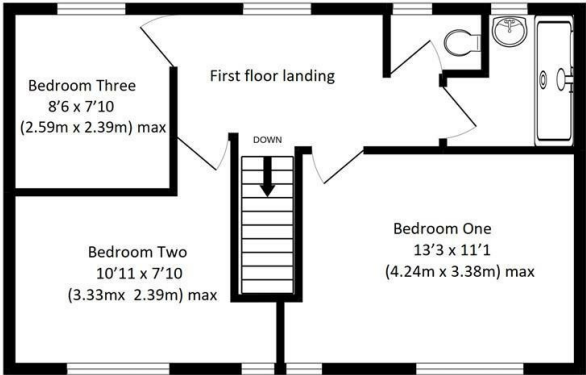 First floor landing
Bedroom Three
8'6 x 7'10
(2.59m x 2.39m) max
DOWN
Bedroom Two
10'11 x 7'10
(3.33mx 2.39m) max
Bedroom One
13'3 x 11'1
(4.24m x 3.38m) max